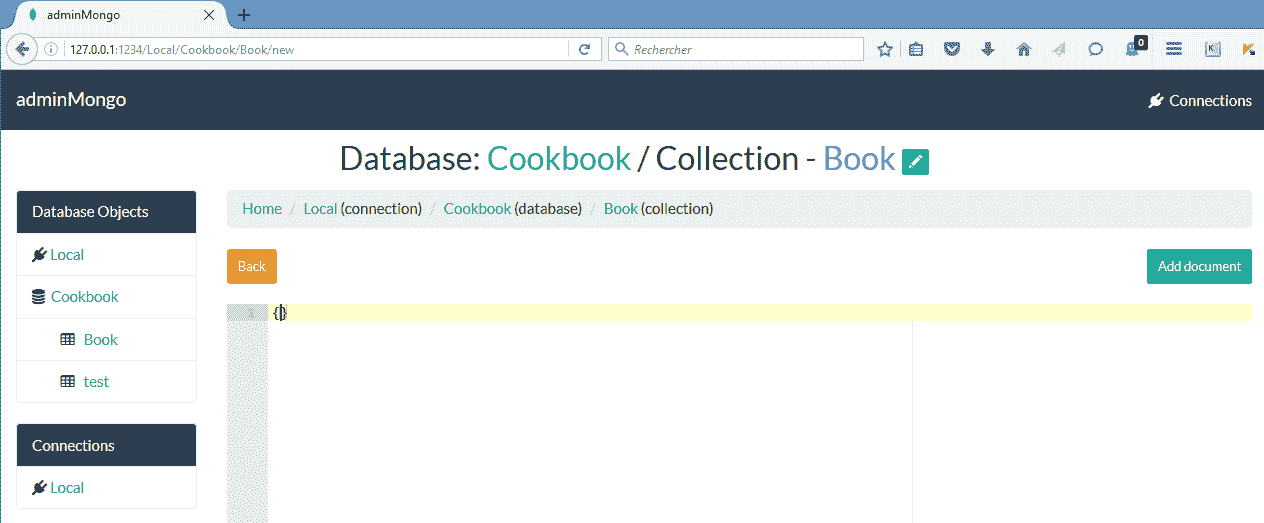 adminMongo
127.0.0.1:1234/Local/Cookbook/Book/new
Rechercher
0
K
adminMongo
Connections
Database: Cookbook / Collection - Book
Database Objects
Local
Cookbook
Book
test
Connections
Local
Home / Local (connection) / Cookbook (database) / Book (collection)
Back
Add document
1
{}